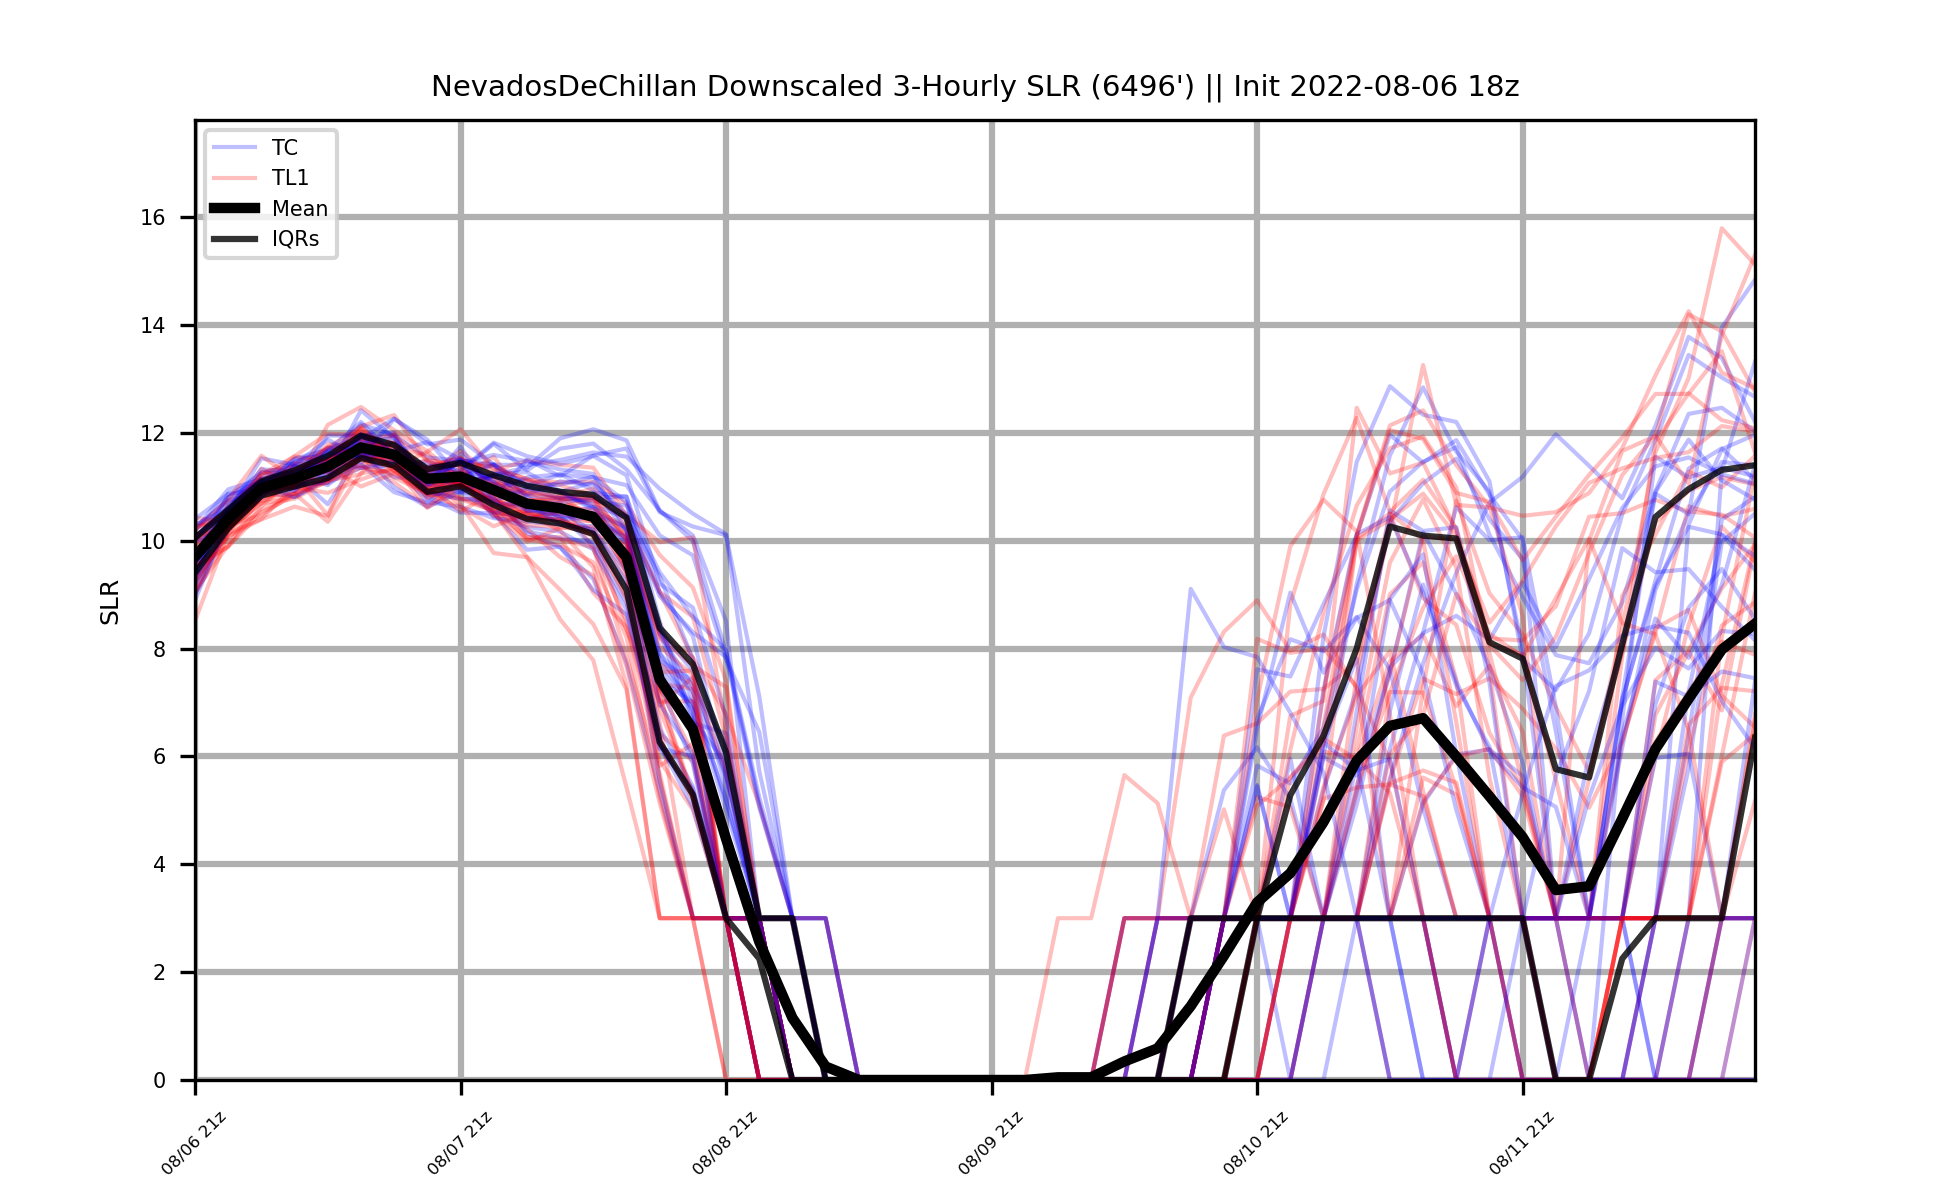 NevadosDeChillan Downscaled 3-Hourly SLR (6496') || Init 2022-08-06 18z
TC
TL1
Mean
IQRs
16
14
12
10
8
6
4
2
0
SLR
08/06 21z
08/07 21z
08/08 21z
08/09 21z
08/10 21z
08/11 21z